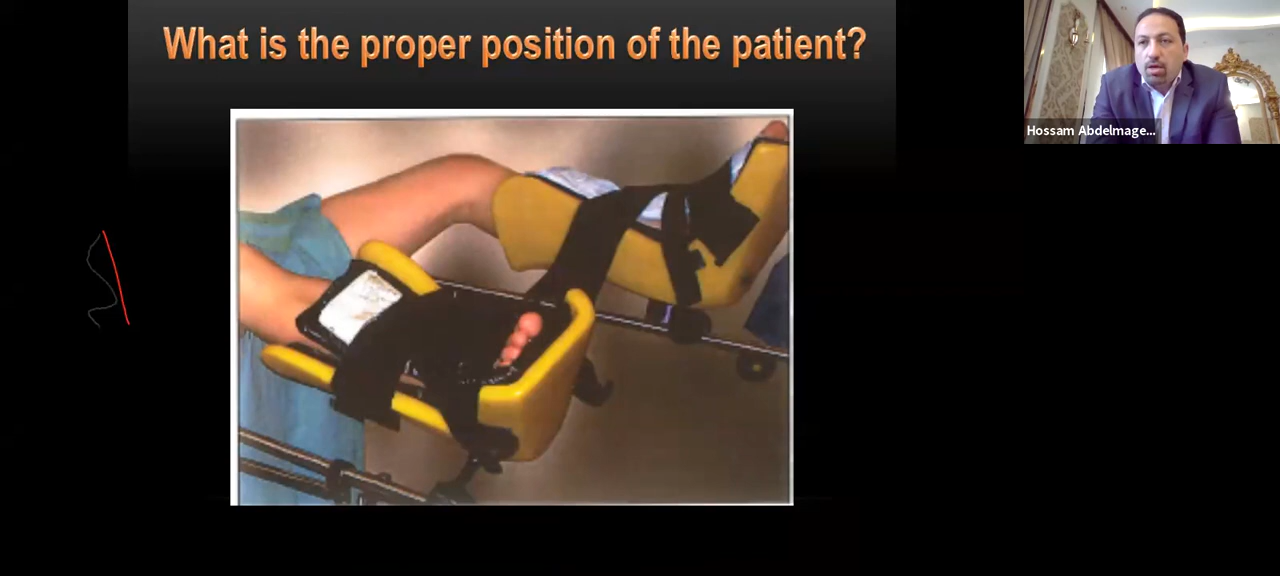 What is the proper position of the patient?
Hossam Abdelmage...